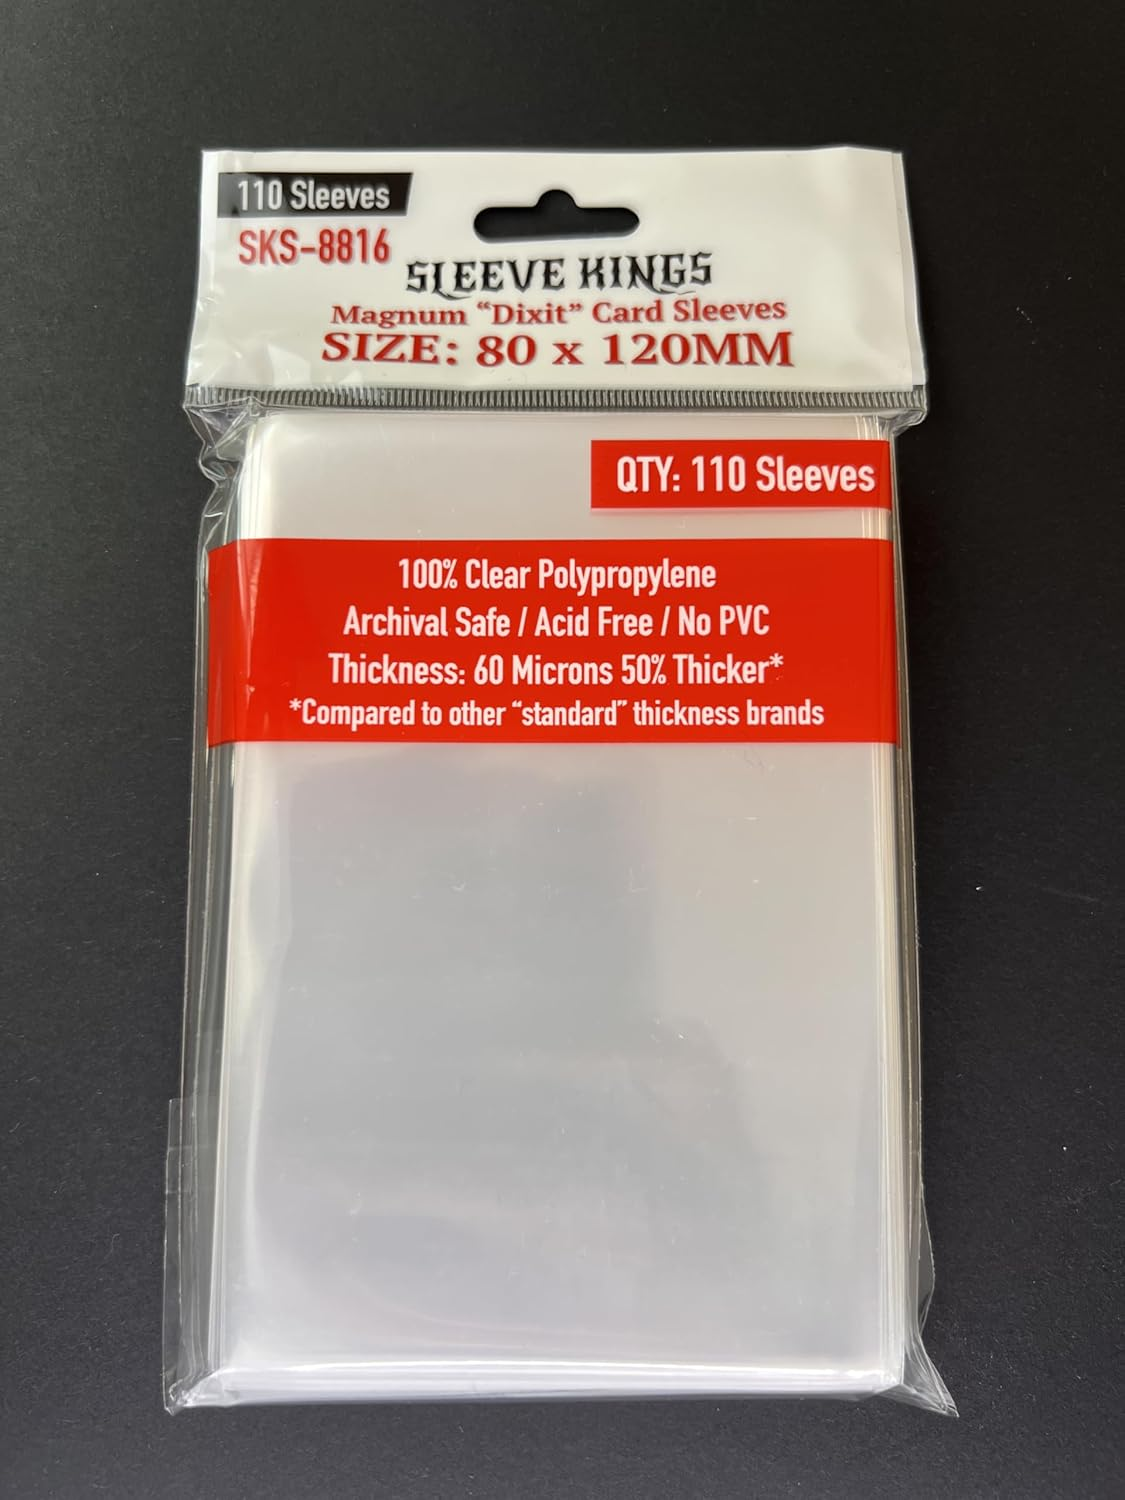 110 Sleeves
SKS-8816
SLEEVE KINGS
Magnum “Dixit” Card Sleeves
SIZE: 80 x 120MM
QTY: 110 Sleeves
100% Clear Polypropylene
Archival Safe / Acid Free / No PVC
Thickness: 60 Microns 50% Thicker*
*Compared to other “standard” thickness brands